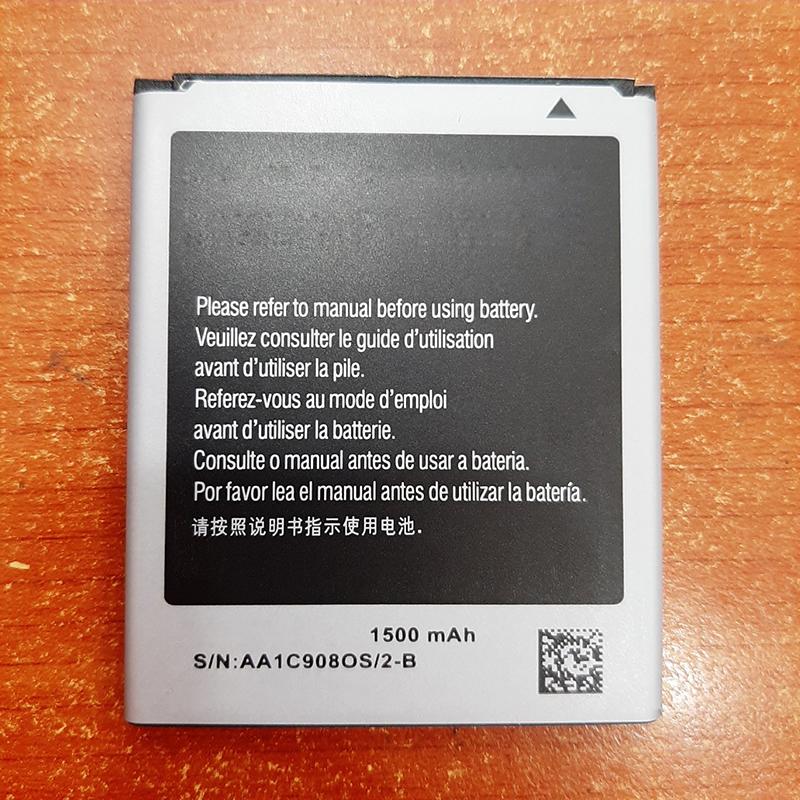 Please refer to manual before using battery.
Veuillez consulter le guide d'utilisation
avant d'utiliser la pile.
Referez-vous au mode d'emploi
avant d'utiliser la batterie.
Consulte o manual antes de usar a bateria.
Por favor lea el manual antes de utilizar la batería.
请按照说明书指示使用电池.
1500 mAh
S/N:AA1C908OS/2-B